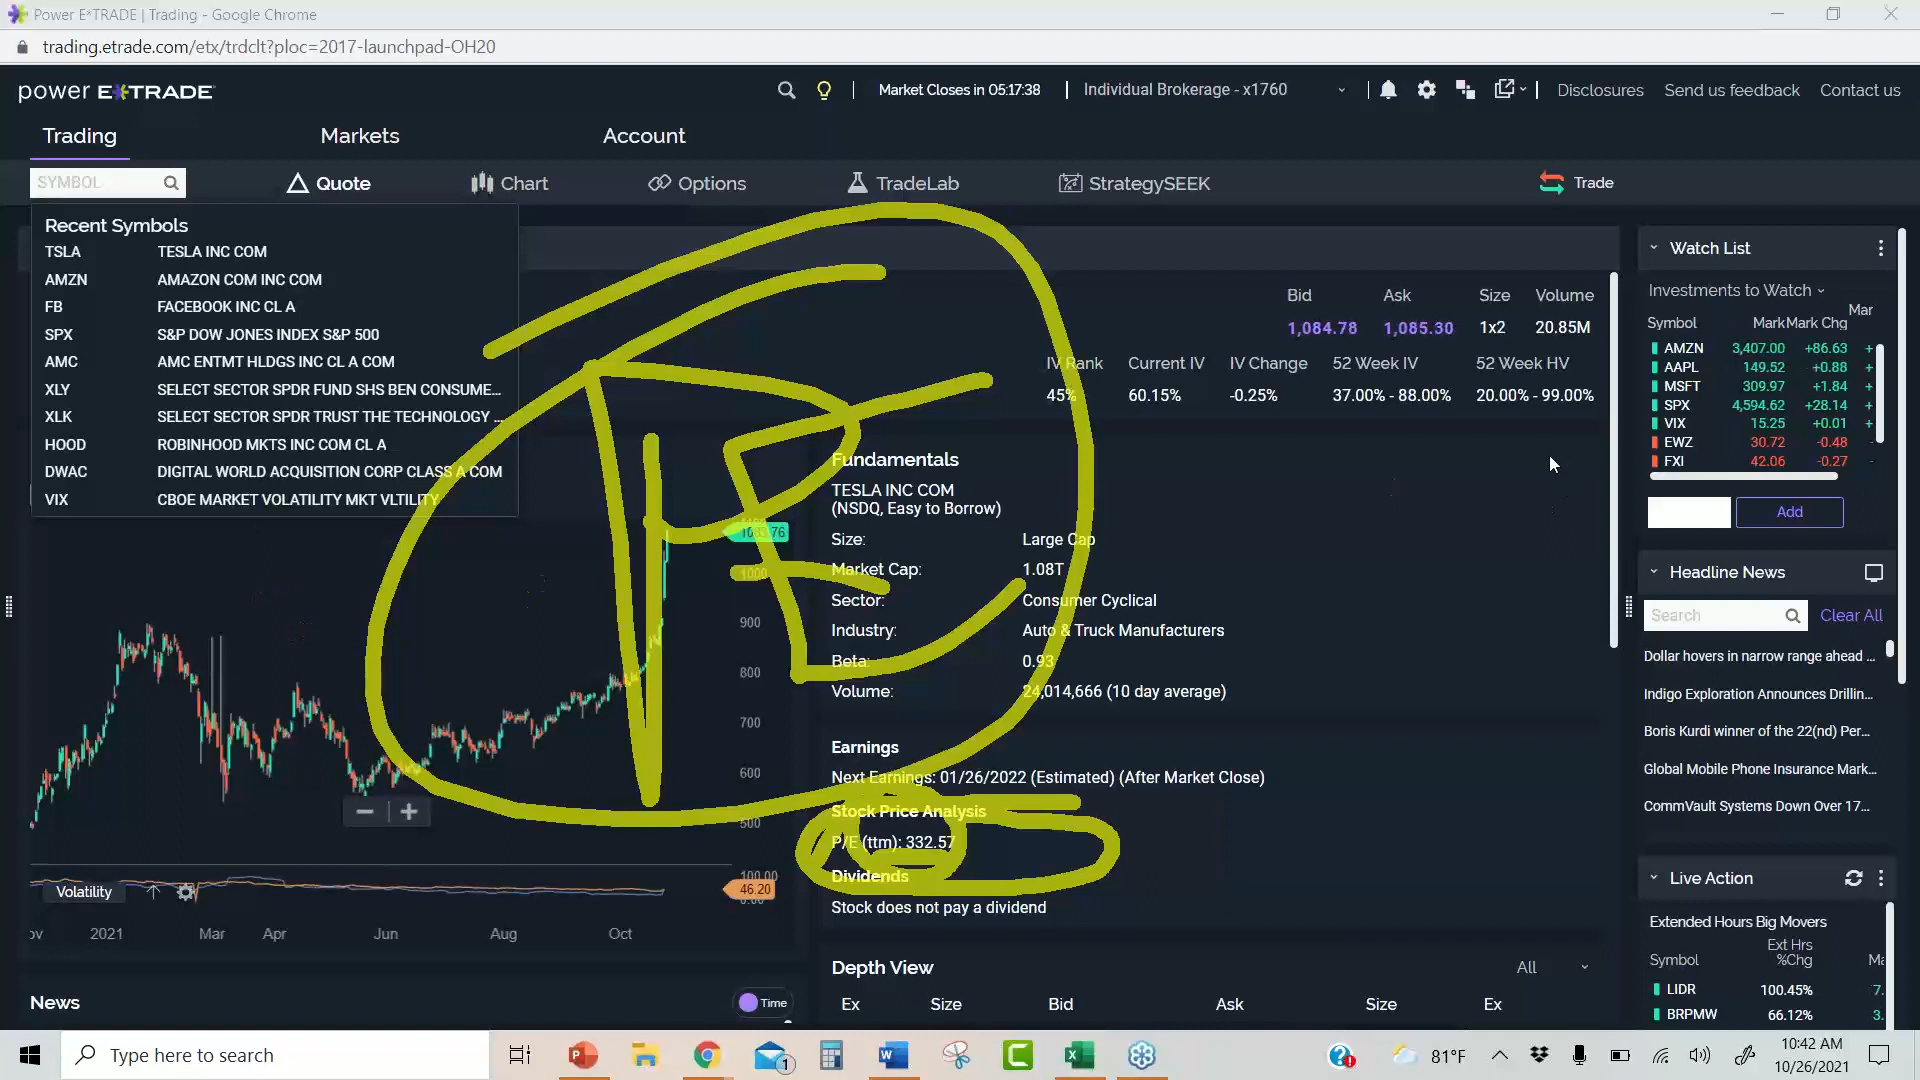 Power E*TRADE | Trading - Google Chrome
trading.etrade.com/etx/trdclt?ploc=2017-launchpad-OH20
power E*TRADE
Market Closes in 05:17:38
Individual Brokerage - x1760
Disclosures
Send us feedback
Contact us
Trading
Markets
Account
SYMBOL
Quote
Chart
Options
TradeLab
StrategySEEK
Trade
Recent Symbols
TSLA TESLA INC COM
AMZN AMAZON COM INC COM
FB FACEBOOK INC CL A
SPX S&P DOW JONES INDEX S&P 500
AMC AMC ENTMT HLDGS INC CL A COM
XLY SELECT SECTOR SPDR FUND SHS BEN CONSUME...
XLK SELECT SECTOR SPDR TRUST THE TECHNOLOGY ...
HOOD ROBINHOOD MKTS INC COM CL A
DWAC DIGITAL WORLD ACQUISITION CORP CLASS A COM
VIX CBOE MARKET VOLATILITY MKT VLTILITY
Bid Ask Size Volume
1,084.78 1,085.30 1x2 20.85M
IV Rank Current IV IV Change 52 Week IV 52 Week HV
45% 60.15% -0.25% 37.00% - 88.00% 20.00% - 99.00%
PE
Fundamentals
TESLA INC COM
(NSDQ, Easy to Borrow)
Size: Large Cap
Market Cap: 1.08T
Sector: Consumer Cyclical
Industry: Auto & Truck Manufacturers
Beta: 0.93
Volume: 24,014,666 (10 day average)
Earnings
Next Earnings: 01/26/2022 (Estimated) (After Market Close)
Stock Price Analysis
P/E (ttm): 332.57
Dividends
Stock does not pay a dividend
1083.76
1000
900
800
700
600
500
100.00
46.20
0.00
Volatility
ov 2021 Mar Apr Jun Aug Oct
News
Time
Depth View
All
Ex Size Bid Ask Size Ex
Watch List
Investments to Watch
Mar
Symbol Mark Mark Chg
AMZN 3,407.00 +86.63 +
AAPL 149.52 +0.88 +
MSFT 309.97 +1.84 +
SPX 4,594.62 +28.14 +
VIX 15.25 +0.01 +
EWZ 30.72 -0.48 -
FXI 42.06 -0.27 -
Add
Headline News
Search
Clear All
Dollar hovers in narrow range ahead ...
Indigo Exploration Announces Drillin...
Boris Kurdi winner of the 22(nd) Per...
Global Mobile Phone Insurance Mark...
CommVault Systems Down Over 17...
Live Action
Extended Hours Big Movers
Ext Hrs
Symbol %Chg Ma
LIDR 100.45% 7.
BRPMW 66.12% 3.
Type here to search
1
81°F
10:42 AM
10/26/2021